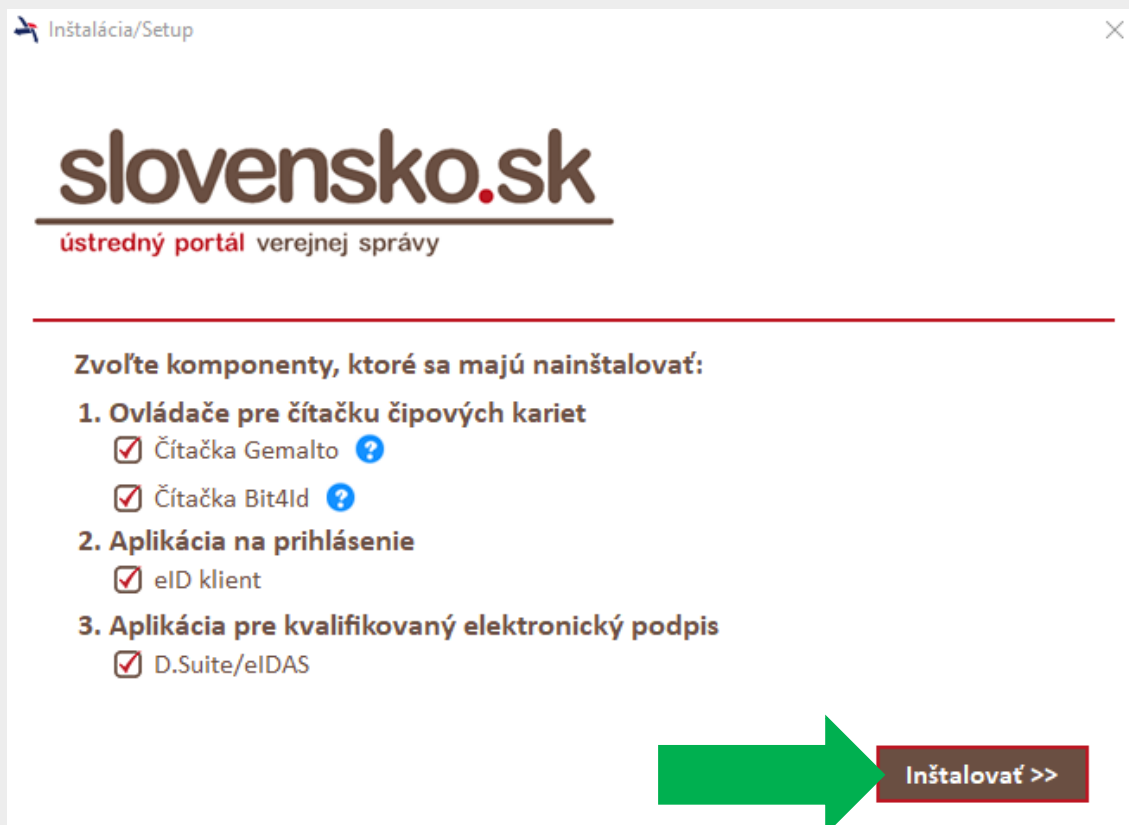 Inštalácia/Setup
slovensko.sk
ústredný portál verejnej správy
Zvoľte komponenty, ktoré sa majú nainštalovať:
1. Ovládače pre čítačku čipových kariet
Čítačka Gemalto ?
Čítačka Bit4Id ?
2. Aplikácia na prihlásenie
eID klient
3. Aplikácia pre kvalifikovaný elektronický podpis
D.Suite/eIDAS
Inštalovať >>